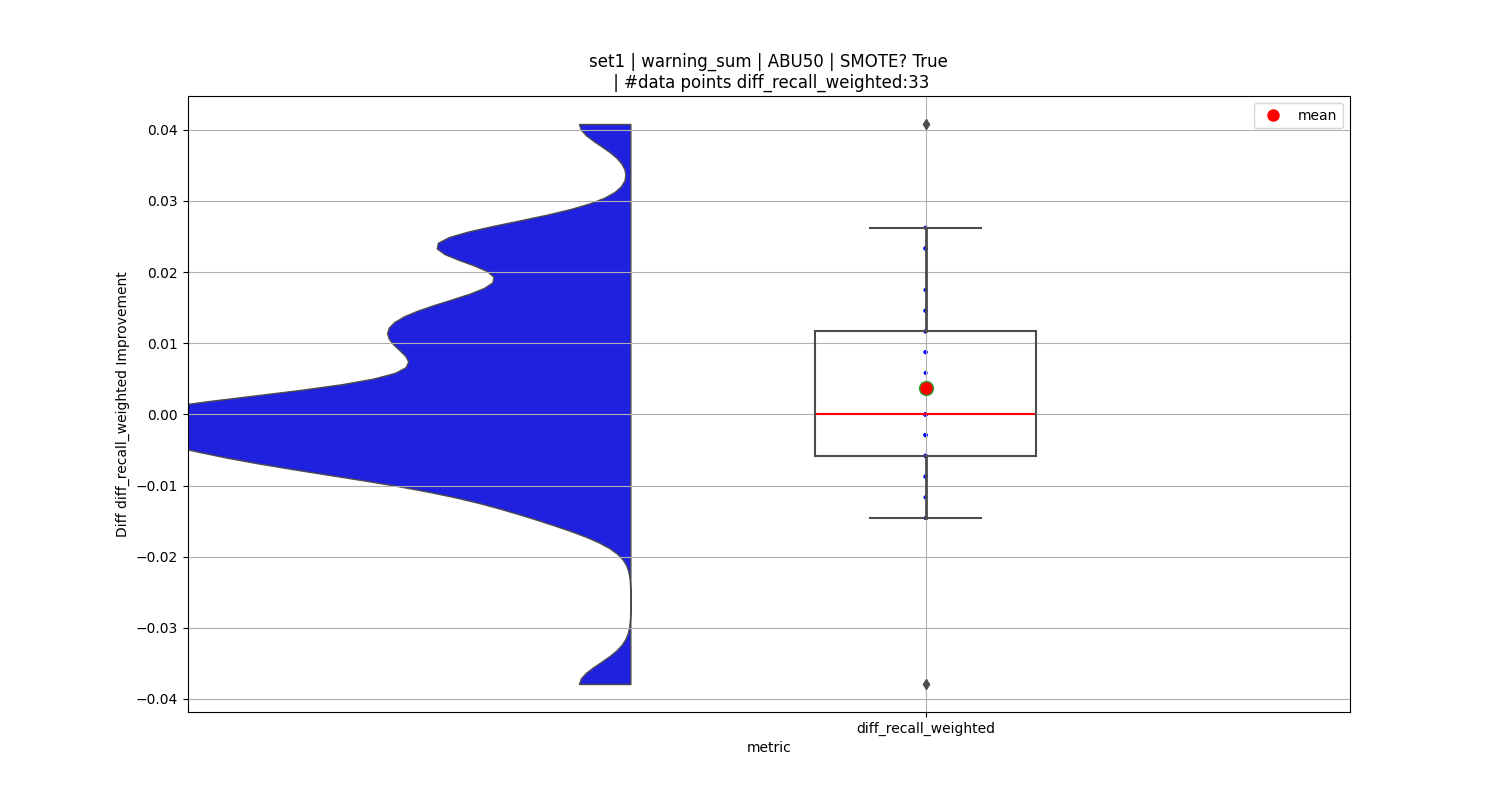 set1 | warning_sum | ABU50 | SMOTE? True
| #data points diff_recall_weighted:33
mean
0.04
0.03
0.02
0.01
0.00
−0.01
−0.02
−0.03
−0.04
Diff diff_recall_weighted Improvement
diff_recall_weighted
metric